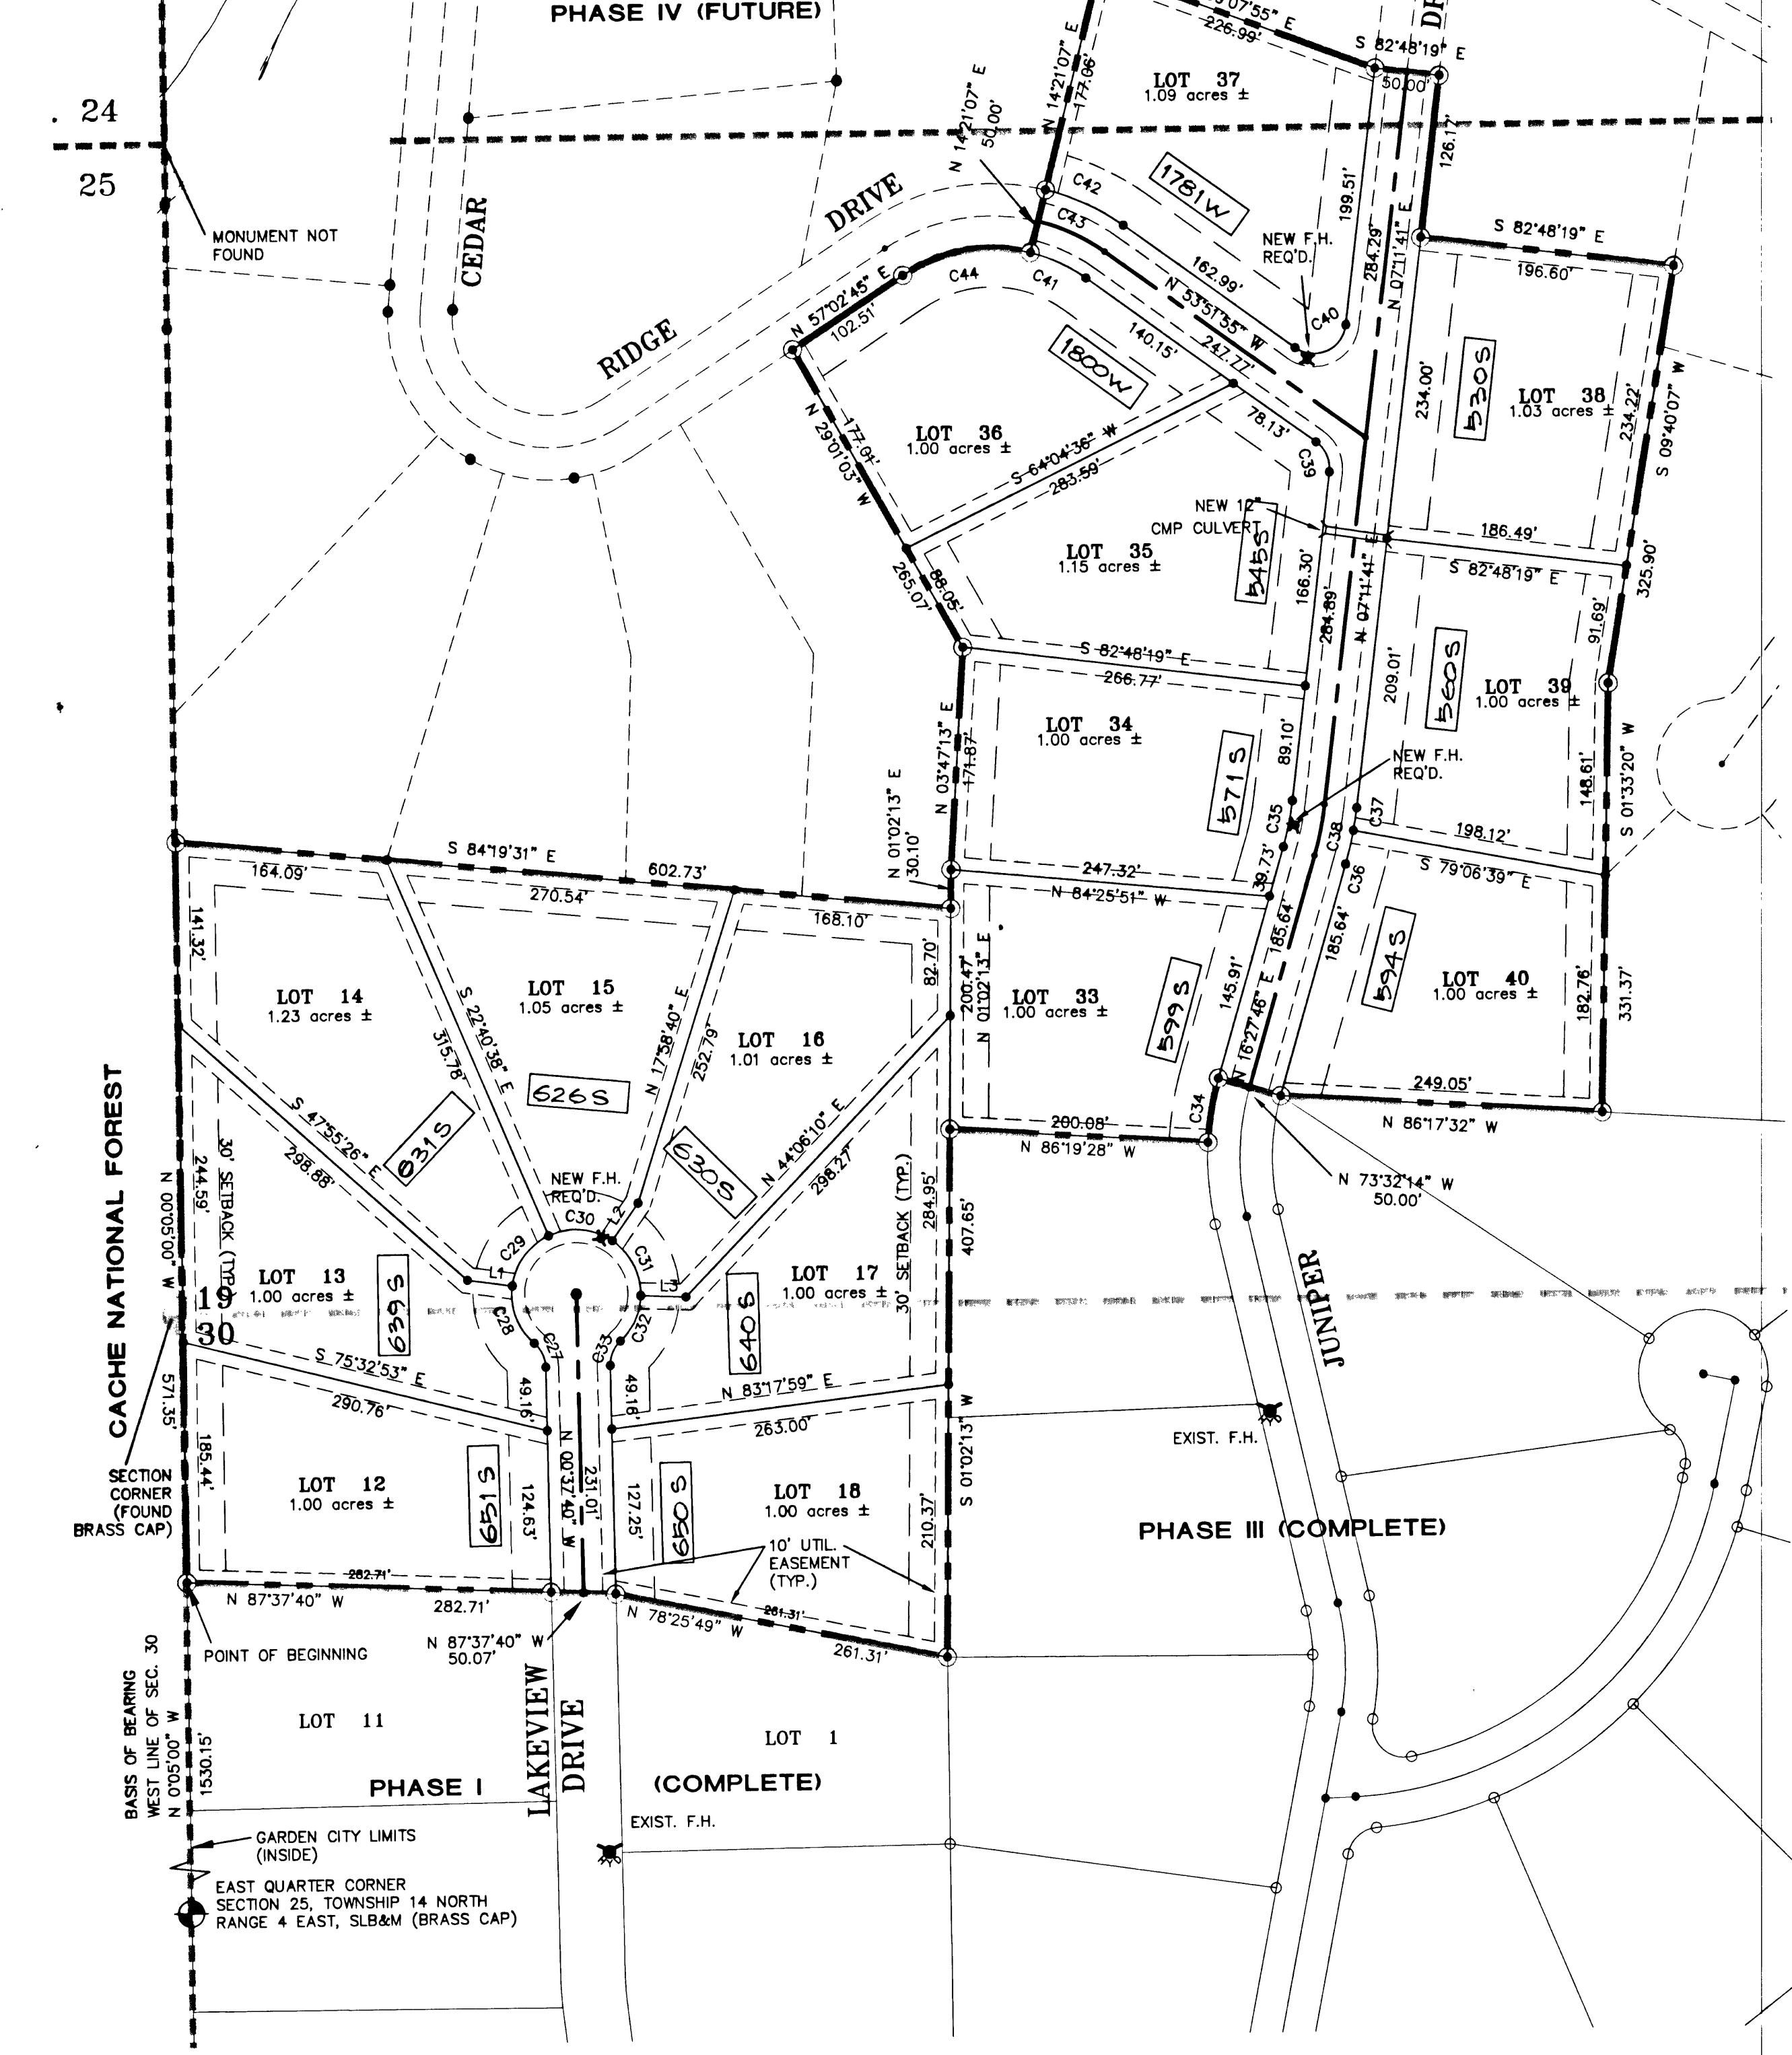 PHASE IV (FUTURE)
N 14°21'07" E
177.06'
07'55" E
226.99'
S 82°48'19" E
50.00'
LOT 37
1.09 acres ±
24
25
N 14°21'07" E
50.00'
126.17'
MONUMENT NOT
FOUND
CEDAR
RIDGE
DRIVE
C42
C43
C41
C44
1781W
199.51'
284.29'
N 07°11'41" E
NEW F.H.
REQ'D.
C40
162.99'
N 53°51'55" W
247.77'
140.15'
1800W
S 82°48'19" E
196.60'
N 57°02'45" E
102.51'
177.01'
N 29°01'03" W
LOT 36
1.00 acres ±
S 64°04'36" W
283.59'
78.13'
C39
234.00'
5330S
LOT 38
1.03 acres ±
234.22'
S 09°40'07" W
325.90'
NEW 12"
CMP CULVERT
545S
186.49'
S 82°48'19" E
LOT 35
1.15 acres ±
88.05'
265.07'
166.30'
284.89'
N 07°11'41" E
91.69'
S 82°48'19" E
266.77'
209.01'
560S
LOT 39
1.00 acres ±
N 03°47'13" E
171.87'
LOT 34
1.00 acres ±
571S
89.10'
NEW F.H.
REQ'D.
148.61'
S 01°33'20" W
N 01°02'13" E
30.10'
C35
C38
C37
C36
198.12'
S 79°06'39" E
247.32'
N 84°25'51" W
39.73'
S 84°19'31" E
602.73'
164.09'
270.54'
168.10'
141.32'
82.70'
200.47'
N 01°02'13" E
LOT 33
1.00 acres ±
599S
145.91'
185.64'
N 16°27'46" E
185.64'
594S
LOT 40
1.00 acres ±
182.76'
331.37'
LOT 14
1.23 acres ±
S 22°40'38" E
315.78'
LOT 15
1.05 acres ±
N 17°58'40" E
252.79'
LOT 16
1.01 acres ±
626S
S 47°55'26" E
298.88'
631S
630S
N 44°06'10" E
298.27'
249.05'
N 86°17'32" W
C34
200.08'
N 86°19'28" W
N 73°32'14" W
50.00'
CACHE NATIONAL FOREST
N 00°05'00" W
571.35'
244.59'
30' SETBACK (TYP.)
NEW F.H.
REQ'D.
C30
L2
C29
L1
C31
L3
C28
C27
C33
C32
30' SETBACK (TYP.)
284.95'
407.65'
LOT 13
1.00 acres ±
639S
LOT 17
1.00 acres ±
640S
19
30
JUNIPER
S 75°32'53" E
290.76'
49.16'
49.16'
N 83°17'59" E
263.00'
S 01°02'13" W
EXIST. F.H.
SECTION
CORNER
(FOUND
BRASS CAP)
185.44'
LOT 12
1.00 acres ±
651S
124.63'
N 00°37'40" W
231.01'
127.25'
650S
LOT 18
1.00 acres ±
210.37'
PHASE III (COMPLETE)
10' UTIL.
EASEMENT
(TYP.)
282.71'
N 87°37'40" W
282.71'
261.31'
N 78°25'49" W
261.31'
POINT OF BEGINNING
N 87°37'40" W
50.07'
BASIS OF BEARING
WEST LINE OF SEC. 30
N 0°05'00" W
1530.15'
LOT 11
LAKEVIEW
DRIVE
LOT 1
PHASE I
(COMPLETE)
EXIST. F.H.
GARDEN CITY LIMITS
(INSIDE)
EAST QUARTER CORNER
SECTION 25, TOWNSHIP 14 NORTH
RANGE 4 EAST, SLB&M (BRASS CAP)